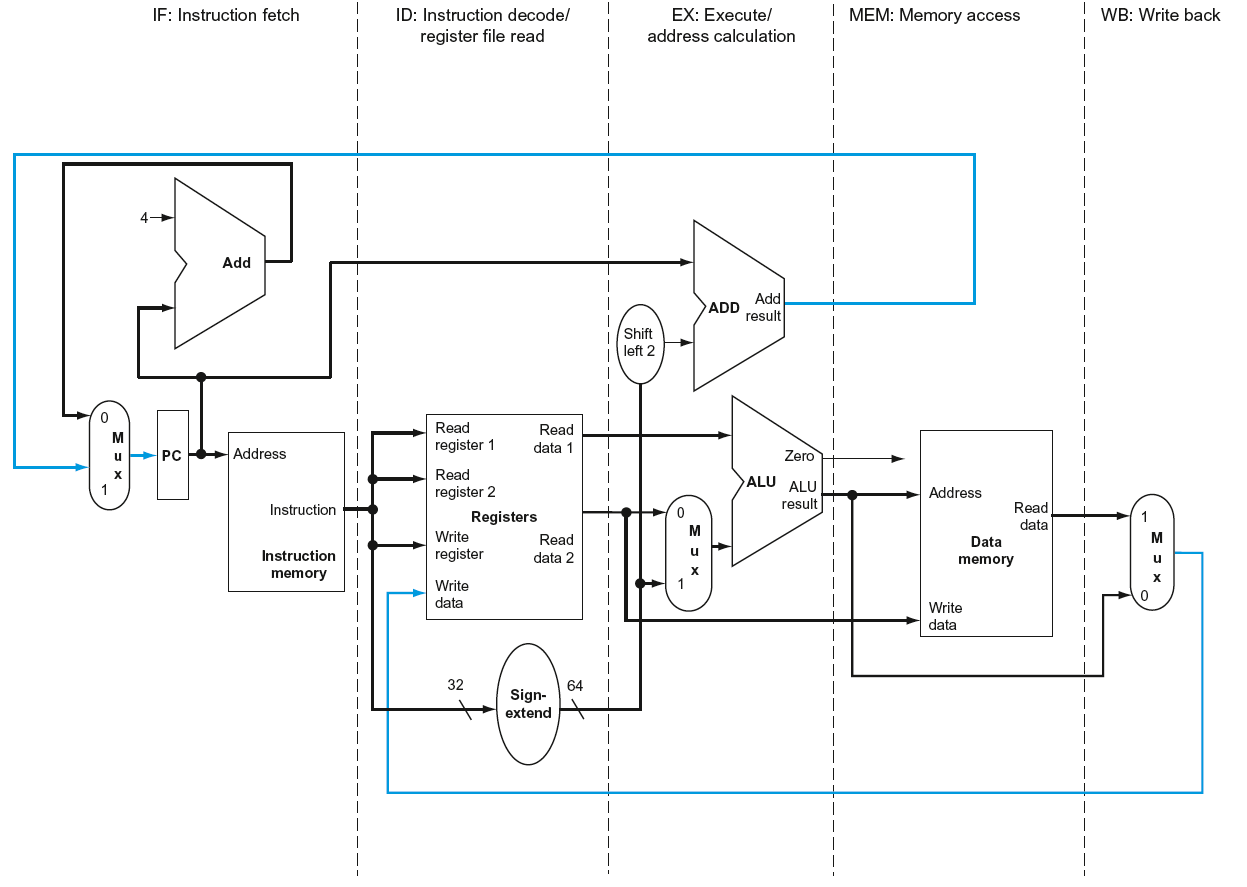 IF: Instruction fetch
ID: Instruction decode/
register file read
EX: Execute/
address calculation
MEM: Memory access
WB: Write back
4
Add
ADD
Add
result
Shift
left 2
0
M
u
x
1
PC
Address
Instruction
Instruction
memory
Read
register 1
Read
data 1
Read
register 2
Registers
Write
register
Read
data 2
Write
data
0
M
u
x
1
Zero
ALU
ALU
result
Address
Read
data
Data
memory
Write
data
1
M
u
x
0
32
Sign-
extend
64